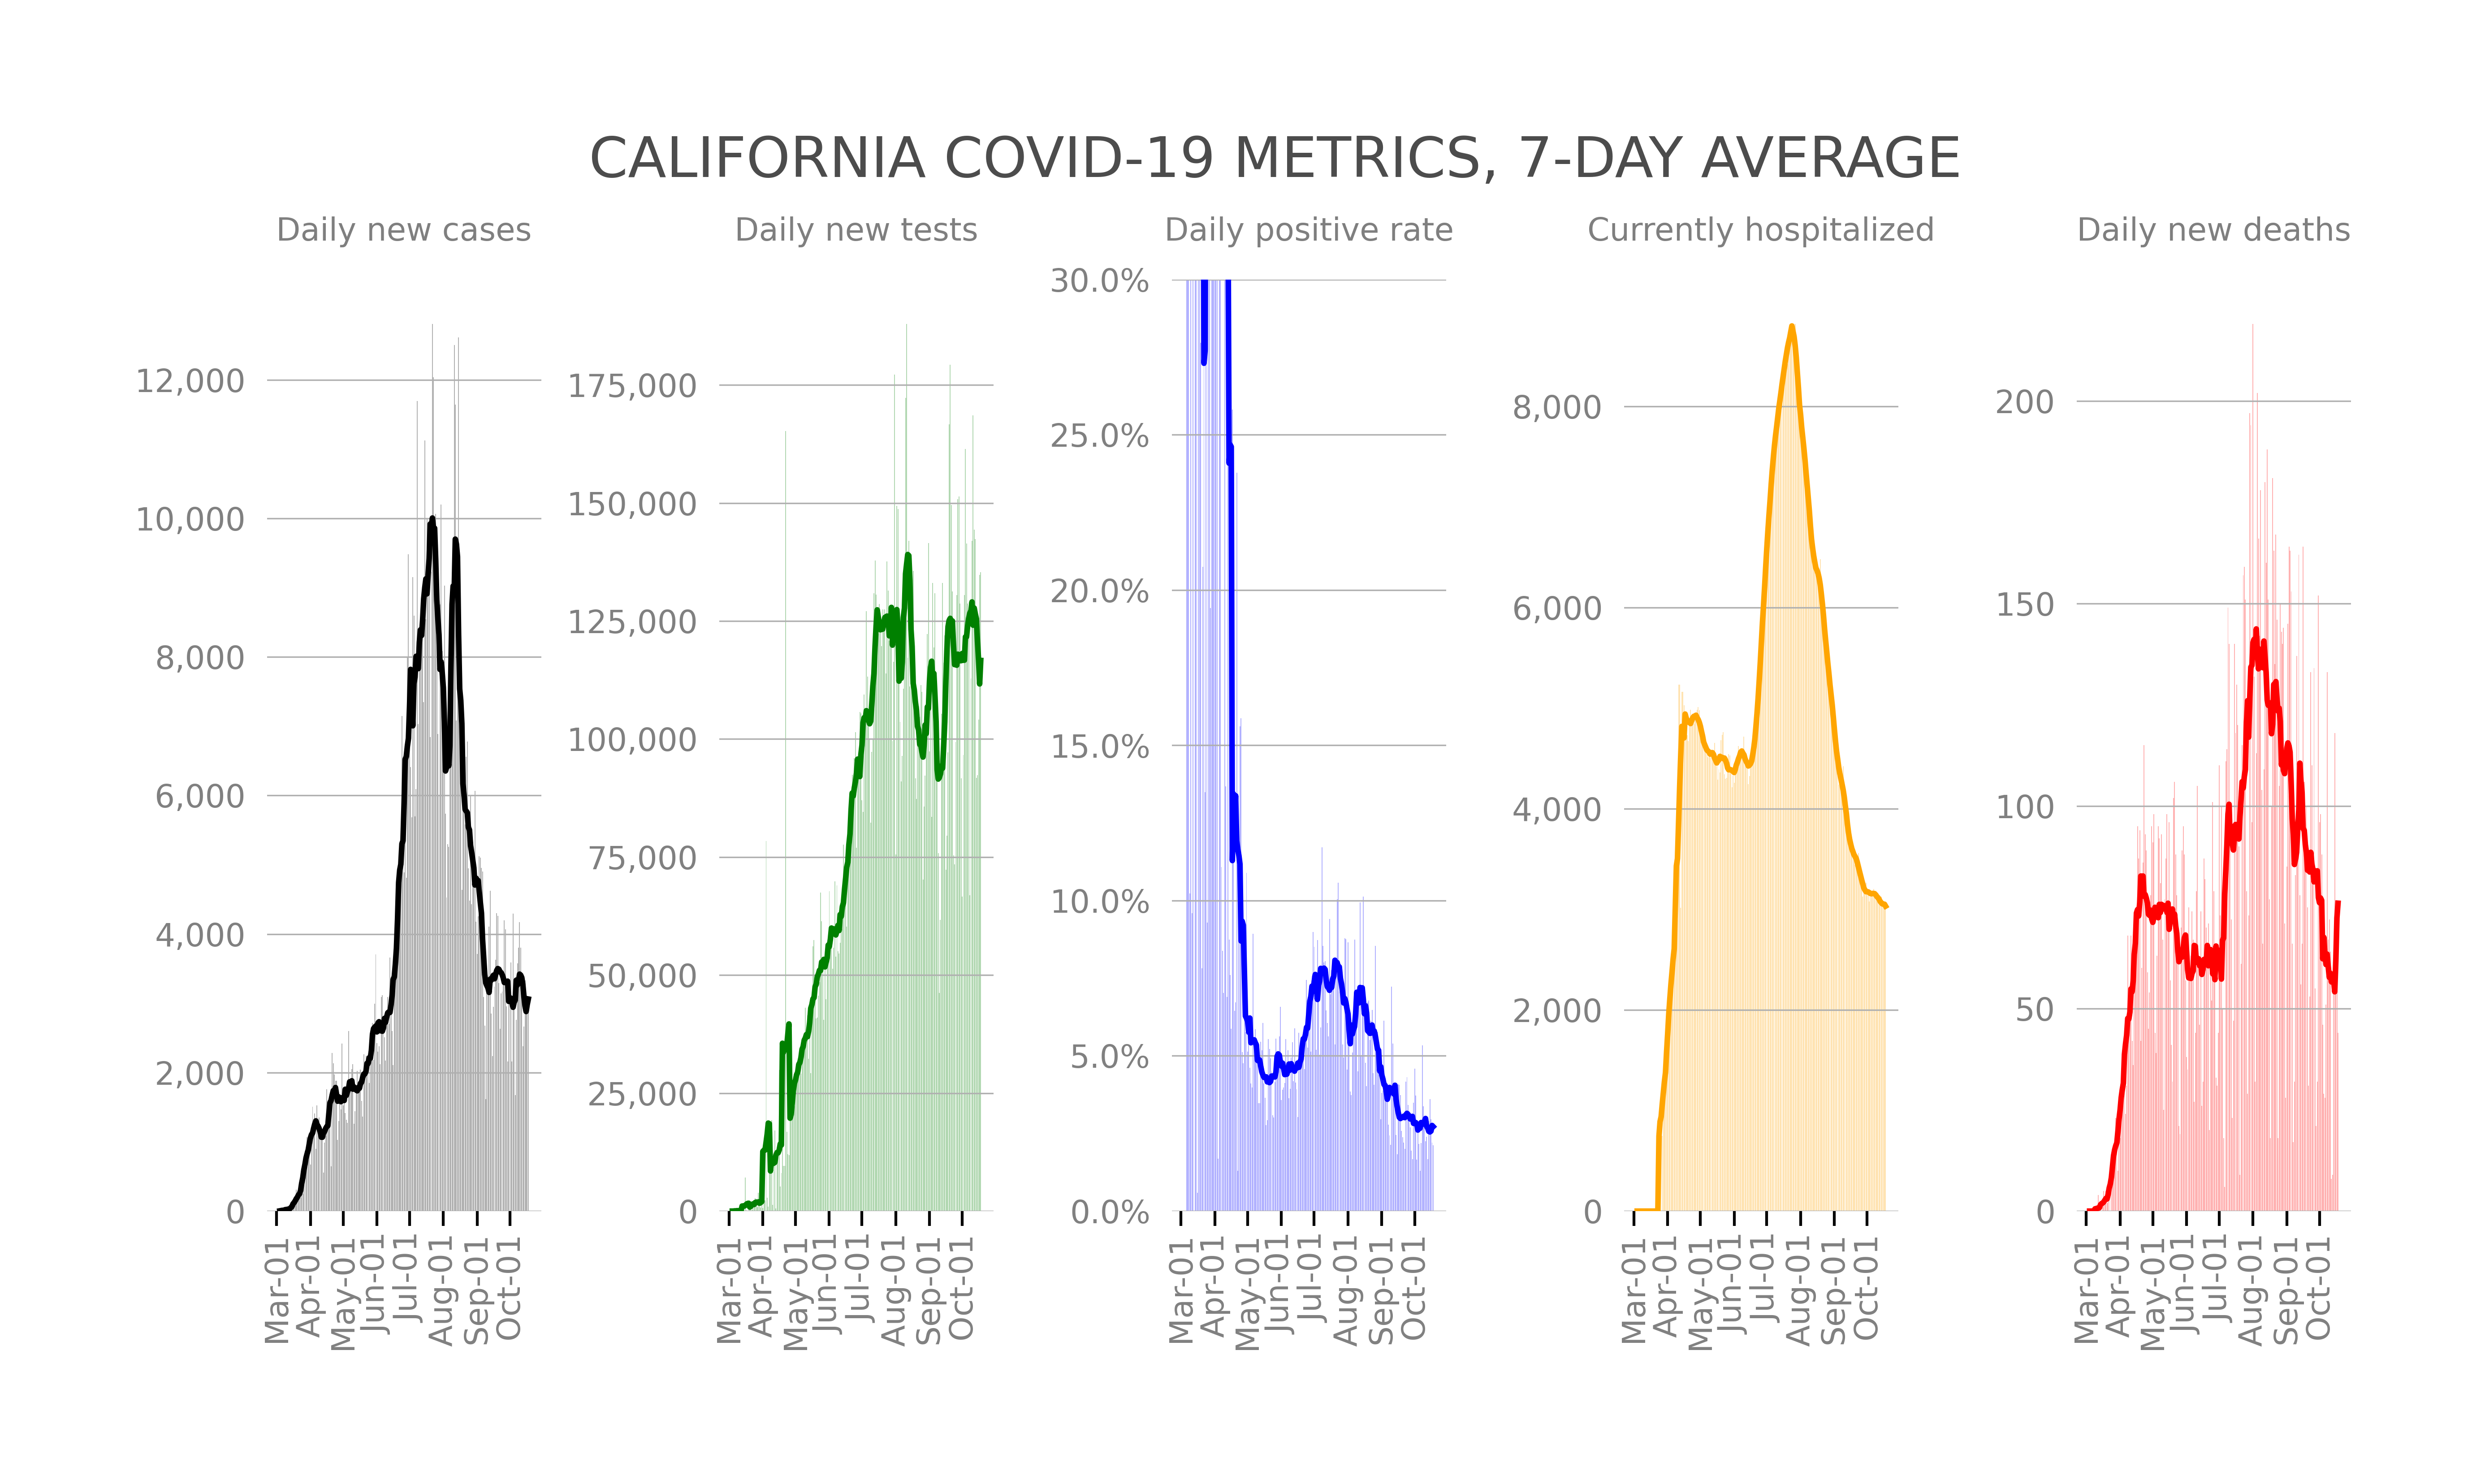 CALIFORNIA COVID-19 METRICS, 7-DAY AVERAGE
Daily new cases
12,000
10,000
8,000
6,000
4,000
2,000
0
Mar-01
Apr-01
May-01
Jun-01
Jul-01
Aug-01
Sep-01
Oct-01
Daily new tests
175,000
150,000
125,000
100,000
75,000
50,000
25,000
0
Mar-01
Apr-01
May-01
Jun-01
Jul-01
Aug-01
Sep-01
Oct-01
Daily positive rate
30.0%
25.0%
20.0%
15.0%
10.0%
5.0%
0.0%
Mar-01
Apr-01
May-01
Jun-01
Jul-01
Aug-01
Sep-01
Oct-01
Currently hospitalized
8,000
6,000
4,000
2,000
0
Mar-01
Apr-01
May-01
Jun-01
Jul-01
Aug-01
Sep-01
Oct-01
Daily new deaths
200
150
100
50
0
Mar-01
Apr-01
May-01
Jun-01
Jul-01
Aug-01
Sep-01
Oct-01